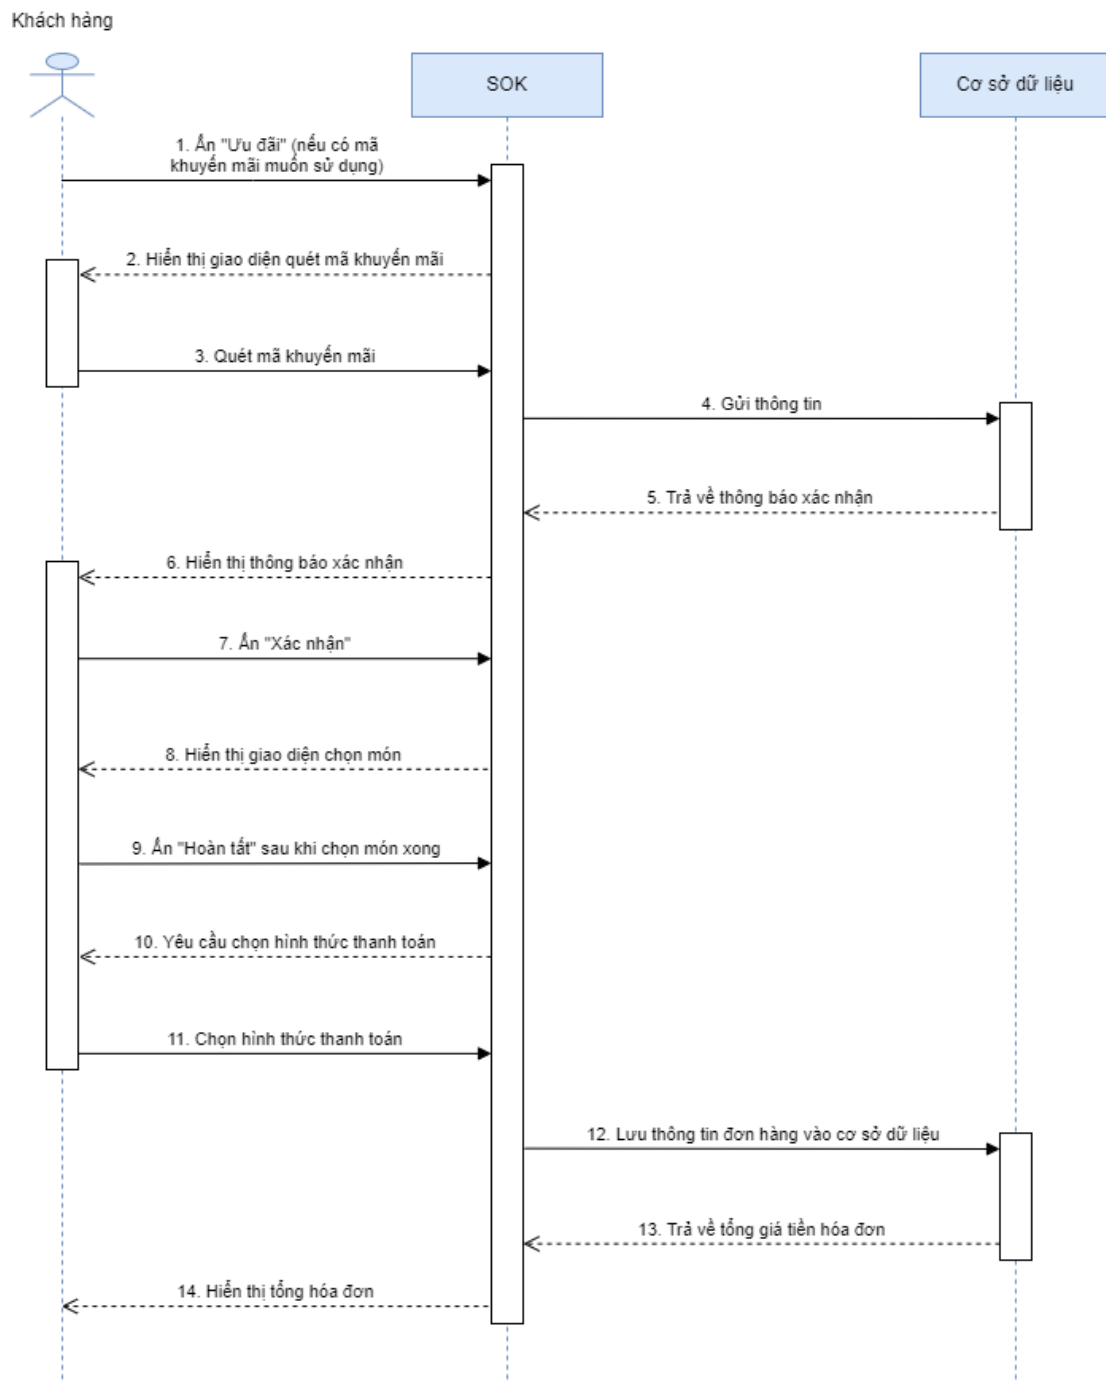 Khách hàng
SOK
Cơ sở dữ liệu
1. Ấn "Ưu đãi" (nếu có mã
khuyến mãi muốn sử dụng)
2. Hiển thị giao diện quét mã khuyến mãi
3. Quét mã khuyến mãi
4. Gửi thông tin
5. Trả về thông báo xác nhận
6. Hiển thị thông báo xác nhận
7. Ấn "Xác nhận"
8. Hiển thị giao diện chọn món
9. Ấn "Hoàn tất" sau khi chọn món xong
10. Yêu cầu chọn hình thức thanh toán
11. Chọn hình thức thanh toán
12. Lưu thông tin đơn hàng vào cơ sở dữ liệu
13. Trả về tổng giá tiền hóa đơn
14. Hiển thị tổng hóa đơn